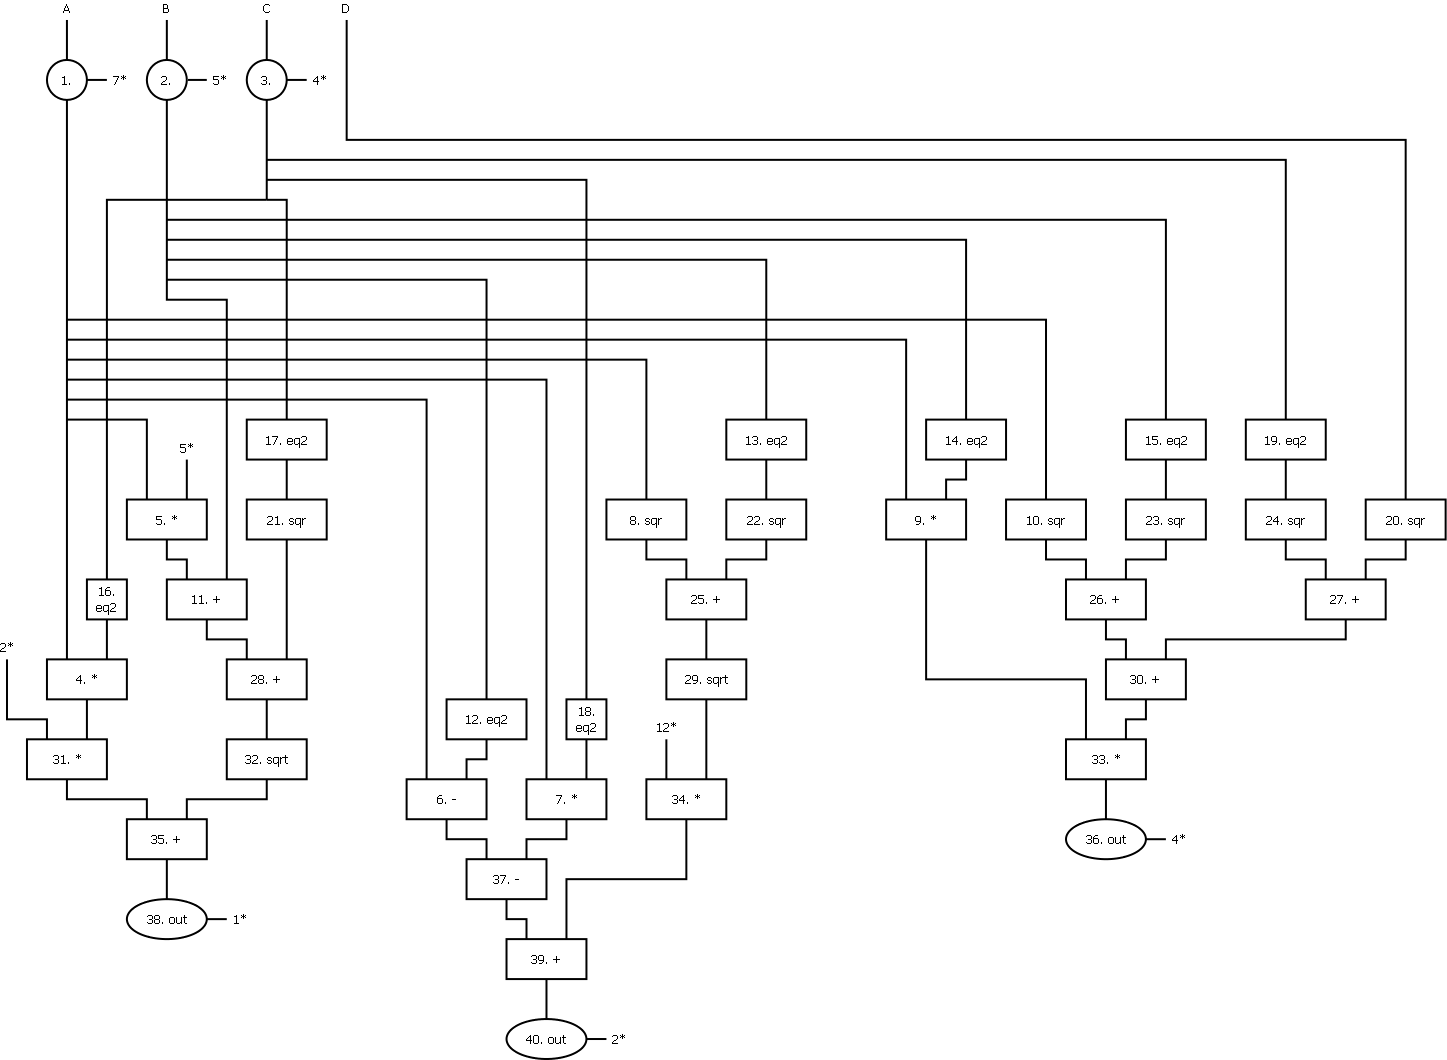 A B C D
1. 7* 2. 5* 3. 4*
17. eq2 13. eq2 14. eq2 15. eq2 19. eq2
5*
5. * 21. sqr 8. sqr 22. sqr 9. * 10. sqr 23. sqr 24. sqr 20. sqr
16.
eq2
11. + 25. + 26. + 27. +
2*
4. * 28. + 29. sqrt 30. +
12. eq2
18.
eq2
12*
31. * 32. sqrt 33. *
6. - 7. * 34. *
35. + 36. out 4*
37. -
38. out 1*
39. +
40. out 2*